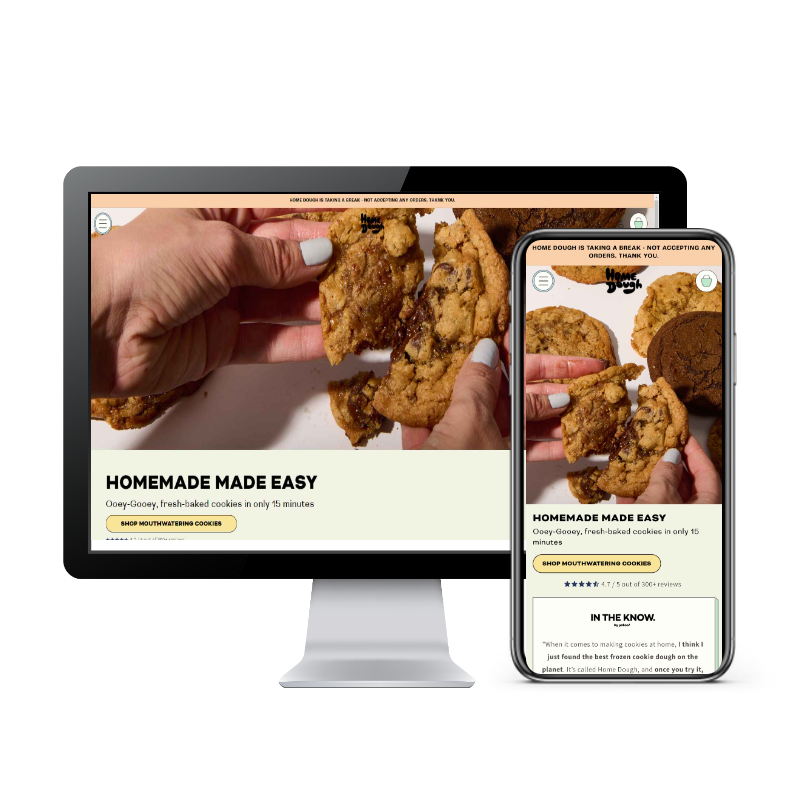 HOME DOUGH IS TAKING A BREAK - NOT ACCEPTING ANY ORDERS. THANK YOU.
Home
Dough
HOMEMADE MADE EASY
Ooey-Gooey, fresh-baked cookies in only 15 minutes
SHOP MOUTHWATERING COOKIES
HOME DOUGH IS TAKING A BREAK - NOT ACCEPTING ANY
ORDERS. THANK YOU.
Home
Dough
HOMEMADE MADE EASY
Ooey-Gooey, fresh-baked cookies in only 15
minutes
SHOP MOUTHWATERING COOKIES
4.7 / 5 out of 300+ reviews
IN THE KNOW.
"When it comes to making cookies at home, I think I
just found the best frozen cookie dough on the
planet. It's called Home Dough, and once you try it,